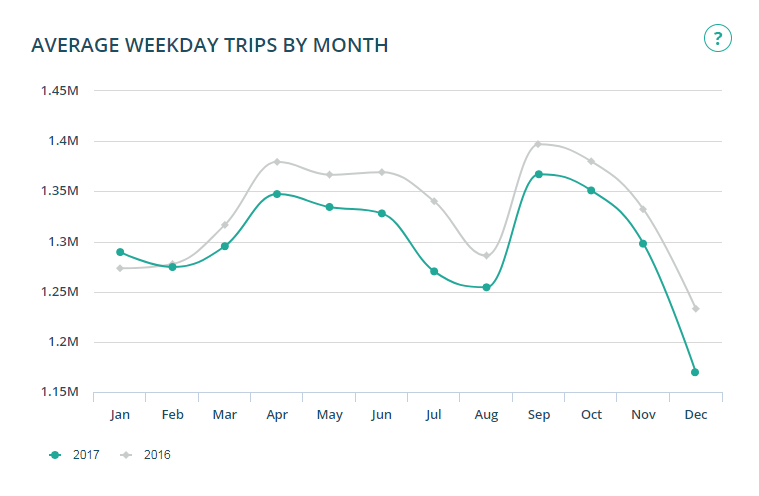 AVERAGE WEEKDAY TRIPS BY MONTH
?
1.45M
1.4M
1.35M
1.3M
1.25M
1.2M
1.15M
Jan Feb Mar Apr May Jun Jul Aug Sep Oct Nov Dec
2017 2016